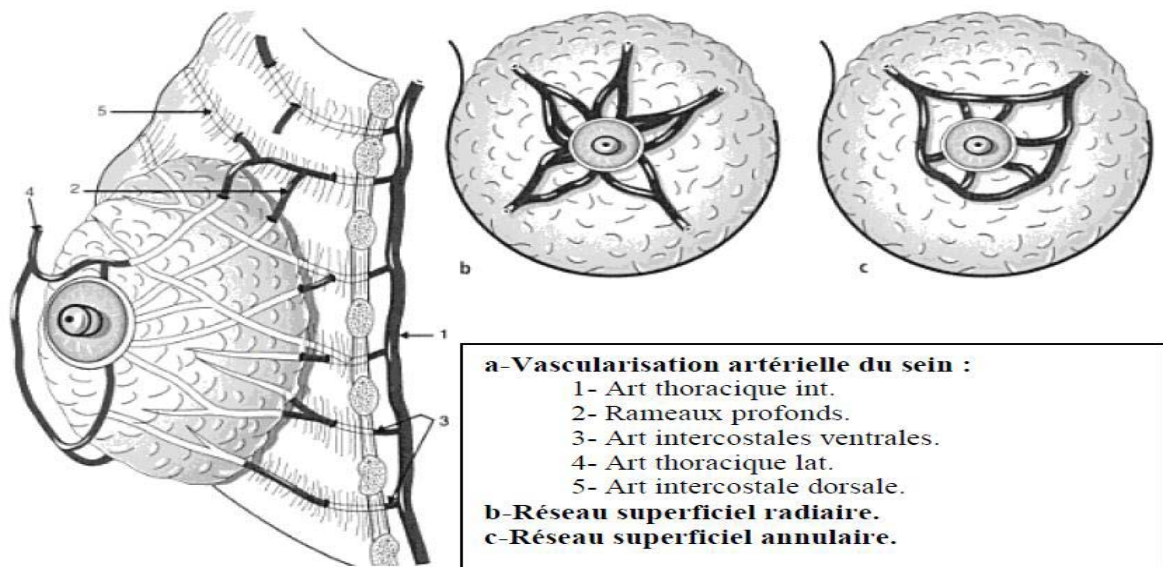 5
4
2
1
3
b
c
a-Vascularisation artérielle du sein :
1- Art thoracique int.
2- Rameaux profonds.
3- Art intercostales ventrales.
4- Art thoracique lat.
5- Art intercostale dorsale.
b-Réseau superficiel radiaire.
c-Réseau superficiel annulaire.